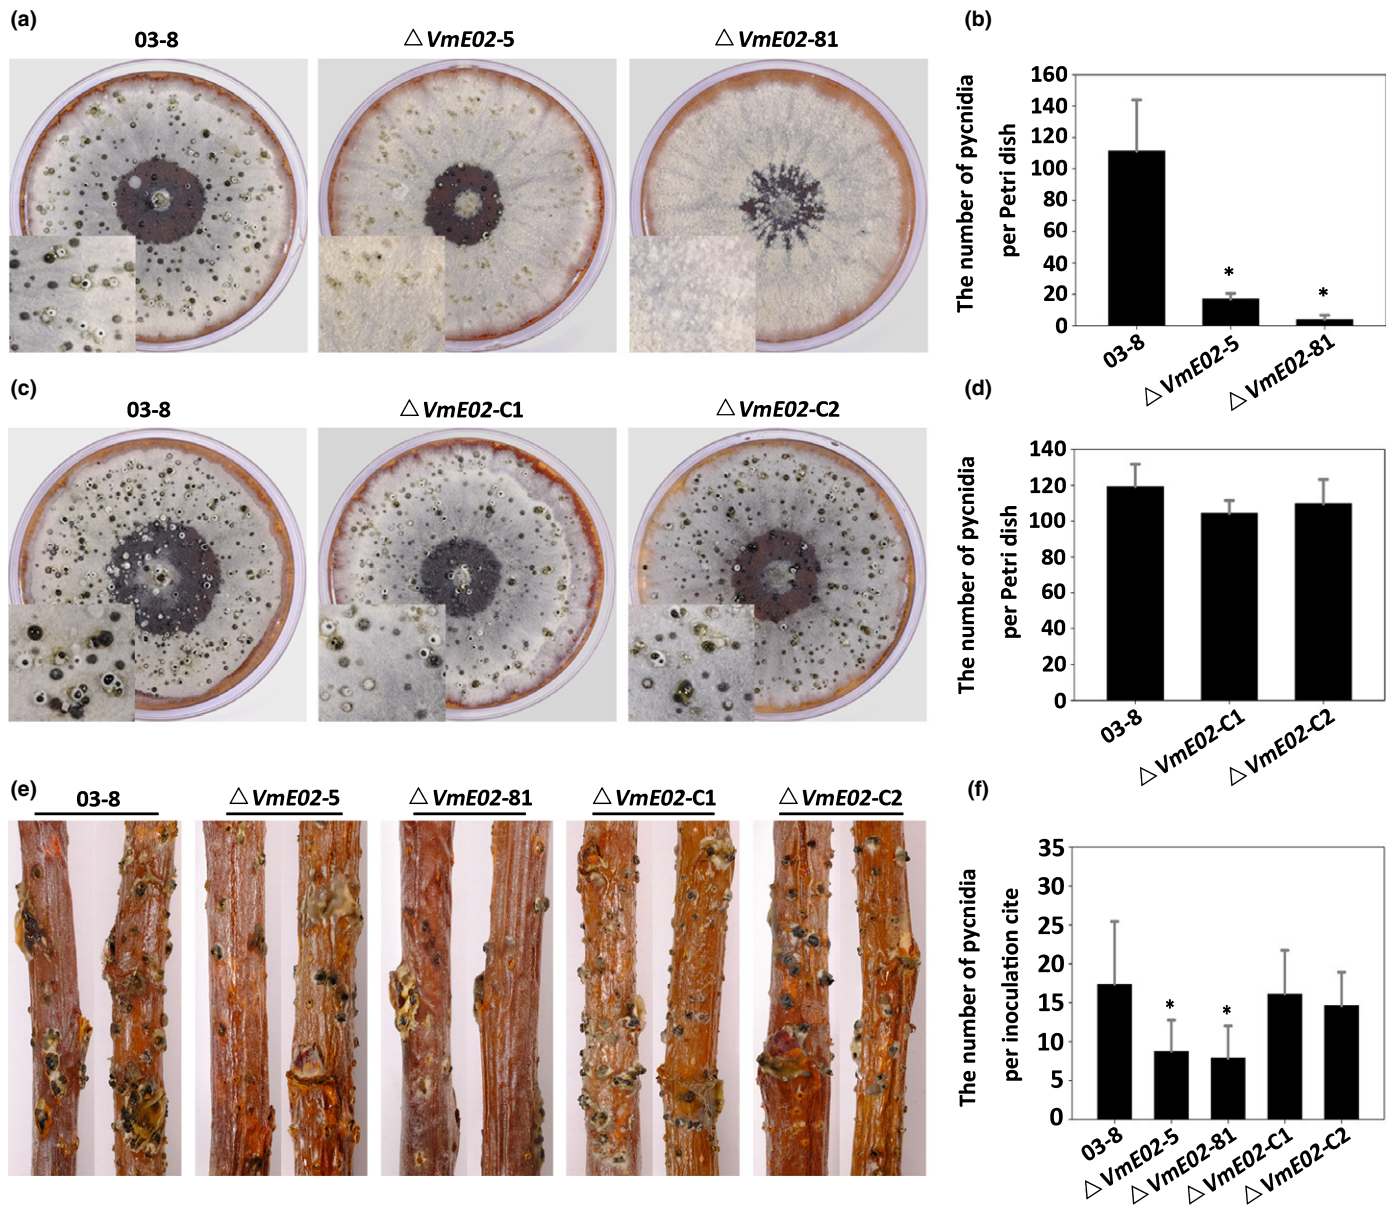 (a)
03-8
△ VmE02-5
△ VmE02-81
(b)
The number of pycnidia
per Petri dish
160
140
120
100
80
60
40
20
0
*
*
03-8
△ VmE02-5
△ VmE02-81
(c)
03-8
△ VmE02-C1
△ VmE02-C2
(d)
The number of pycnidia
per Petri dish
140
120
100
80
60
40
20
0
03-8
△ VmE02-C1
△ VmE02-C2
(e)
03-8
△ VmE02-5
△ VmE02-81
△ VmE02-C1
△ VmE02-C2
(f)
The number of pycnidia
per inoculation cite
35
30
25
20
15
10
5
0
*
*
03-8
△ VmE02-5
△ VmE02-81
△ VmE02-C1
△ VmE02-C2